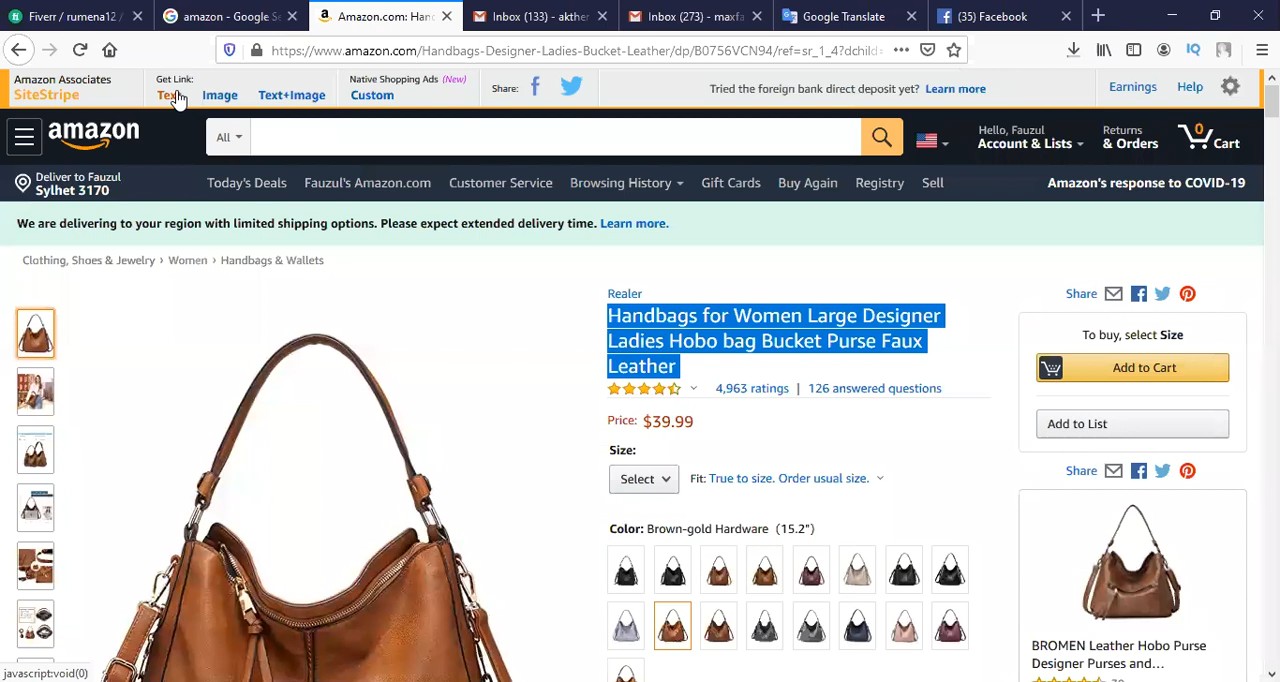 Fiverr / rumena12 /
amazon - Google Se
Amazon.com: Hand
Inbox (133) - akther
Inbox (273) - maxfa
Google Translate
(35) Facebook
https://www.amazon.com/Handbags-Designer-Ladies-Bucket-Leather/dp/B0756VCN94/ref=sr_1_4?dchild=
Amazon Associates
SiteStripe
Get Link:
Text
Image
Text+Image
Native Shopping Ads (New)
Custom
Share:
Tried the foreign bank direct deposit yet? Learn more
Earnings
Help
amazon
All
Hello, Fauzul
Account & Lists
Returns
& Orders
0
Cart
Deliver to Fauzul
Sylhet 3170
Today's Deals
Fauzul's Amazon.com
Customer Service
Browsing History
Gift Cards
Buy Again
Registry
Sell
Amazon's response to COVID-19
We are delivering to your region with limited shipping options. Please expect extended delivery time. Learn more.
Clothing, Shoes & Jewelry › Women › Handbags & Wallets
Realer
Handbags for Women Large Designer
Ladies Hobo bag Bucket Purse Faux
Leather
4,963 ratings | 126 answered questions
Price: $39.99
Size:
Select
Fit: True to size. Order usual size.
Color: Brown-gold Hardware (15.2")
Share
To buy, select Size
Add to Cart
Add to List
Share
BROMEN Leather Hobo Purse
Designer Purses and...
javascript:void(0)